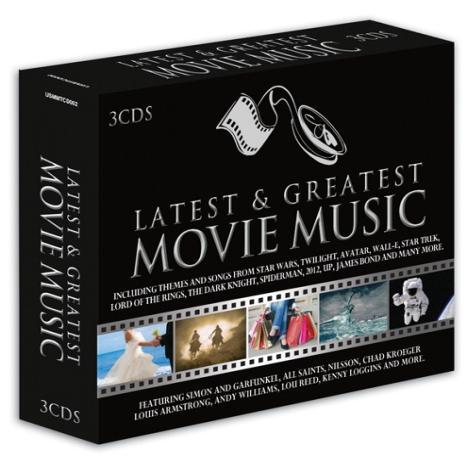 LATEST & GREATEST
MOVIE MUSIC
3CDS
USMMTCD002
LATEST & GREATEST
MOVIE MUSIC
3CDS
3CDS
LATEST & GREATEST
MOVIE MUSIC
INCLUDING THEMES AND SONGS FROM STAR WARS, TWILIGHT, AVATAR, WALL-E, STAR TREK,
LORD OF THE RINGS, THE DARK KNIGHT, SPIDERMAN, 2012, UP, JAMES BOND AND MANY MORE.
FEATURING SIMON AND GARFUNKEL, ALL SAINTS, NILSSON, CHAD KROEGER
LOUIS ARMSTRONG, ANDY WILLIAMS, LOU REED, KENNY LOGGINS AND MORE.